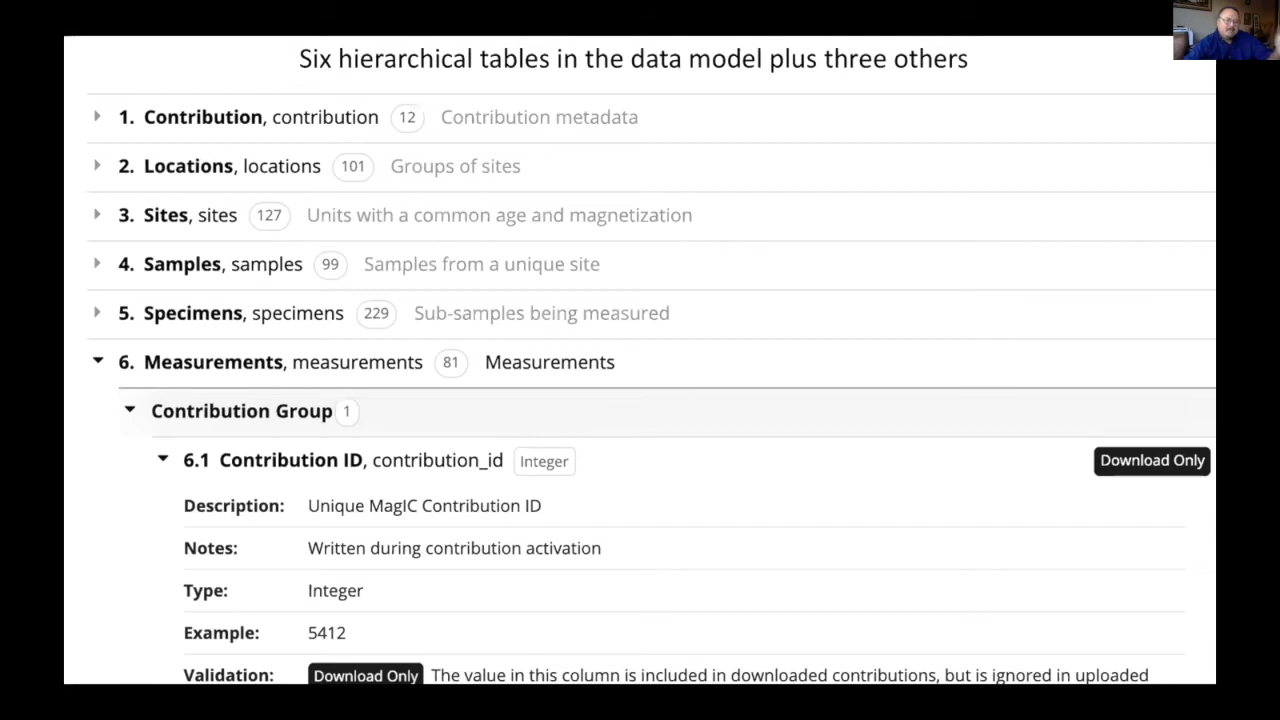 Six hierarchical tables in the data model plus three others
1. Contribution, contribution 12 Contribution metadata
2. Locations, locations 101 Groups of sites
3. Sites, sites 127 Units with a common age and magnetization
4. Samples, samples 99 Samples from a unique site
5. Specimens, specimens 229 Sub-samples being measured
6. Measurements, measurements 81 Measurements
Contribution Group 1
6.1 Contribution ID, contribution_id Integer Download Only
Description: Unique MagIC Contribution ID
Notes: Written during contribution activation
Type: Integer
Example: 5412
Validation: Download Only The value in this column is included in downloaded contributions, but is ignored in uploaded